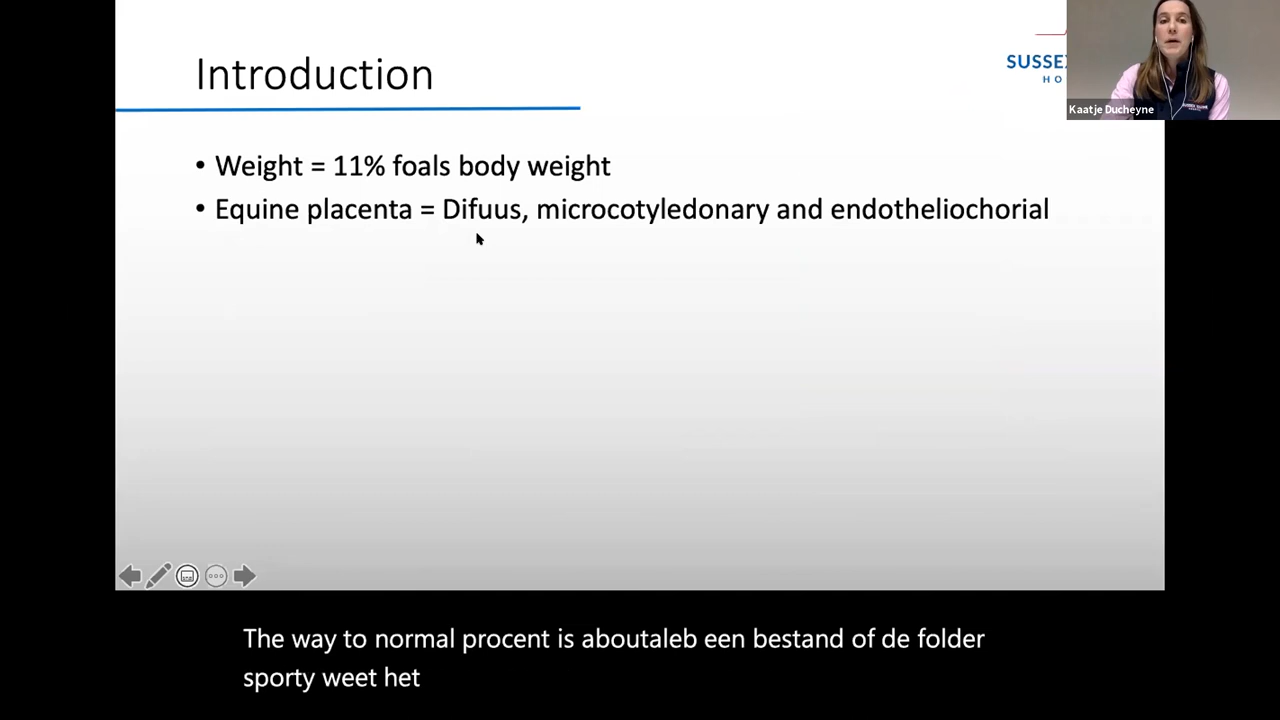 Introduction
SUSSEX
HO
Kaatje Ducheyne
• Weight = 11% foals body weight
• Equine placenta = Difuus, microcotyledonary and endotheliochorial
The way to normal procent is aboutaleb een bestand of de folder
sporty weet het